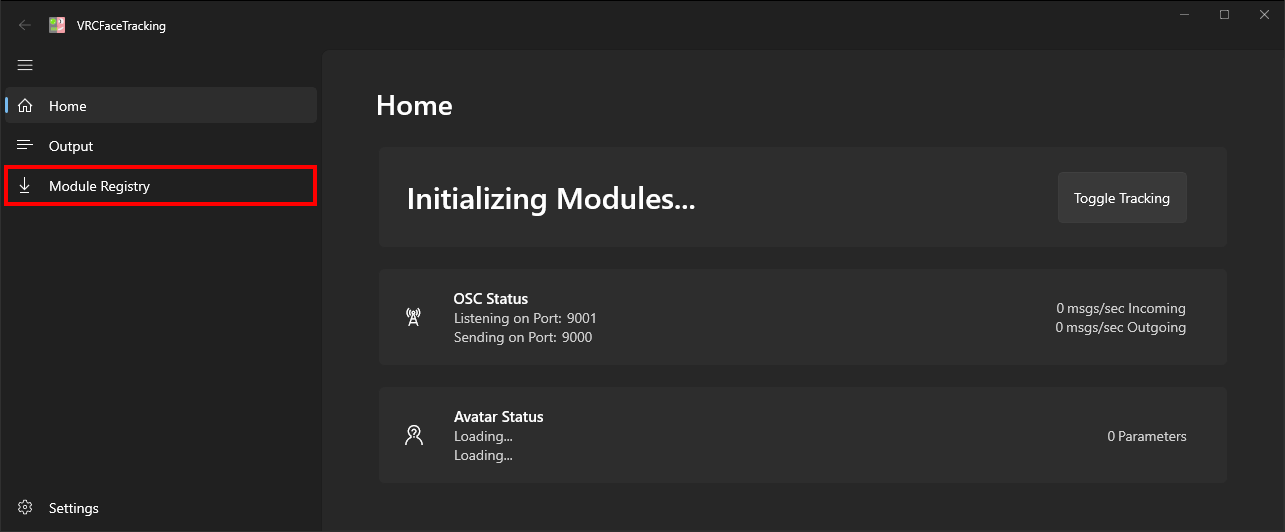 VRCFaceTracking
Home
Output
Module Registry
Settings
Home
Initializing Modules...
Toggle Tracking
OSC Status
Listening on Port: 9001
Sending on Port: 9000
0 msgs/sec Incoming
0 msgs/sec Outgoing
Avatar Status
Loading...
Loading...
0 Parameters